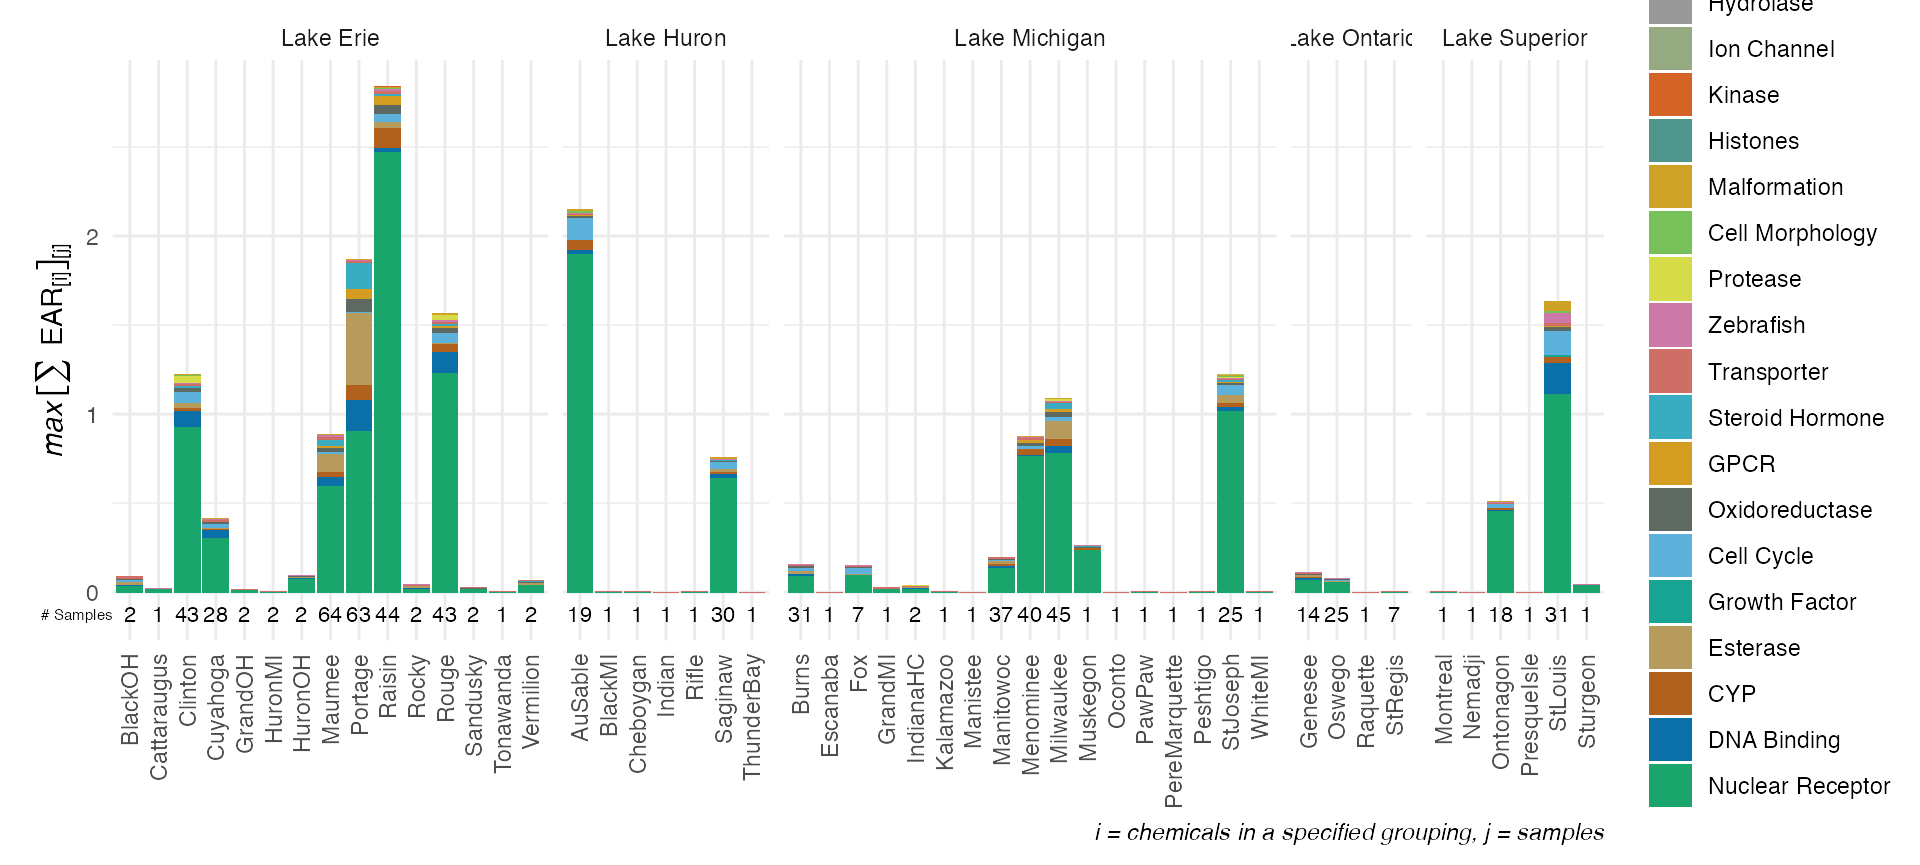 Lake Erie
Lake Huron
Lake Michigan
Lake Ontario
Lake Superior
max [∑ EAR[ij]][j]
2
1
0
# Samples
2 1 43 28 2 2 2 64 63 44 2 43 2 1 2
19 1 1 1 1 30 1
31 1 7 1 2 1 1 37 40 45 1 1 1 1 1 25 1
14 25 1 7
1 1 18 1 31 1
BlackOH
Cattaraugus
Clinton
Cuyahoga
GrandOH
HuronMI
HuronOH
Maumee
Portage
Raisin
Rocky
Rouge
Sandusky
Tonawanda
Vermilion
AuSable
BlackMI
Cheboygan
Indian
Rifle
Saginaw
ThunderBay
Burns
Escanaba
Fox
GrandMI
IndianaHC
Kalamazoo
Manistee
Manitowoc
Menominee
Milwaukee
Muskegon
Oconto
PawPaw
PereMarquette
Peshtigo
StJoseph
WhiteMI
Genesee
Oswego
Raquette
StRegis
Montreal
Nemadji
Ontonagon
PresqueIsle
StLouis
Sturgeon
Hydrolase
Ion Channel
Kinase
Histones
Malformation
Cell Morphology
Protease
Zebrafish
Transporter
Steroid Hormone
GPCR
Oxidoreductase
Cell Cycle
Growth Factor
Esterase
CYP
DNA Binding
Nuclear Receptor
i = chemicals in a specified grouping, j = samples